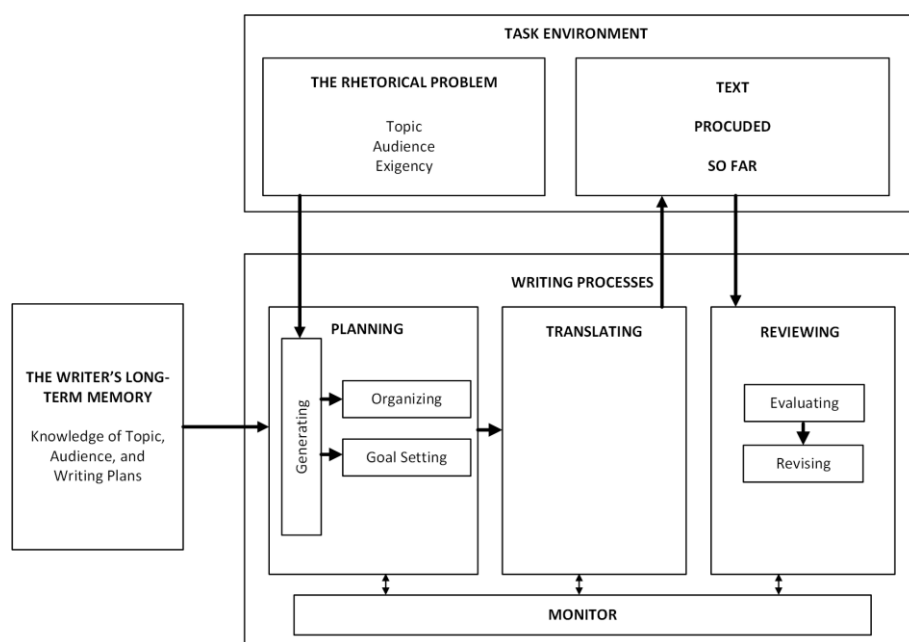 TASK ENVIRONMENT
THE RHETORICAL PROBLEM
Topic
Audience
Exigency
TEXT
PROCUDED
SO FAR
WRITING PROCESSES
THE WRITER'S LONG-
TERM MEMORY
Knowledge of Topic,
Audience, and
Writing Plans
PLANNING
Generating
Organizing
Goal Setting
TRANSLATING
REVIEWING
Evaluating
Revising
MONITOR